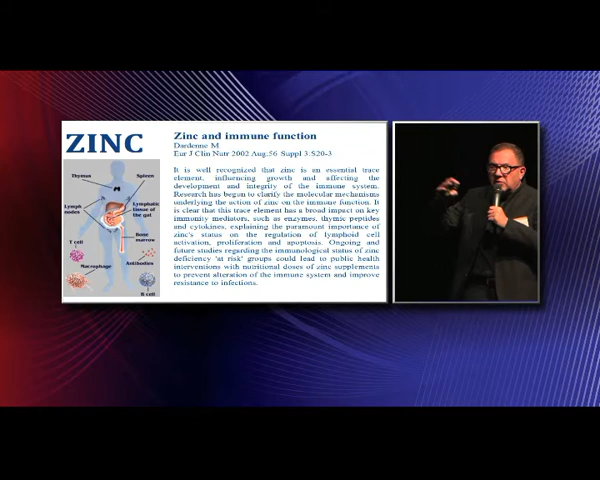 ZINC
Zinc and immune function
Dardenne M
Eur J Clin Nutr 2002 Aug;56 Suppl 3:S20-3
It is well recognized that zinc is an essential trace
element, influencing growth and affecting the
development and integrity of the immune system.
Research has began to clarify the molecular mechanisms
underlying the action of zinc on the immune function. It
is clear that this trace element has a broad impact on key
immunity mediators, such as enzymes, thymic peptides
and cytokines, explaining the paramount importance of
zinc's status on the regulation of lymphoid cell
activation, proliferation and apoptosis. Ongoing and
future studies regarding the immunological status of zinc
deficiency 'at risk' groups could lead to public health
interventions with nutritional doses of zinc supplements
to prevent alteration of the immune system and improve
resistance to infections.
Thymus
Spleen
Lymph
nodes
Lymphatic
tissue of
the gut
Bone
marrow
T cell
Antibodies
Macrophage
B cell